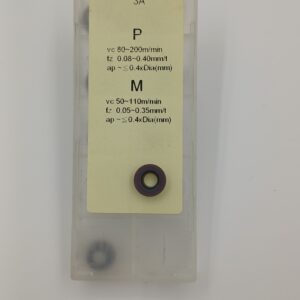 3A
P
vc 80~200m/min
fz 0.08~0.40mm/t
ap ~≤0.4xDia(mm)
M
vc 50~110m/min
fz 0.05~0.35mm/t
ap ~≤0.4xDia(mm)